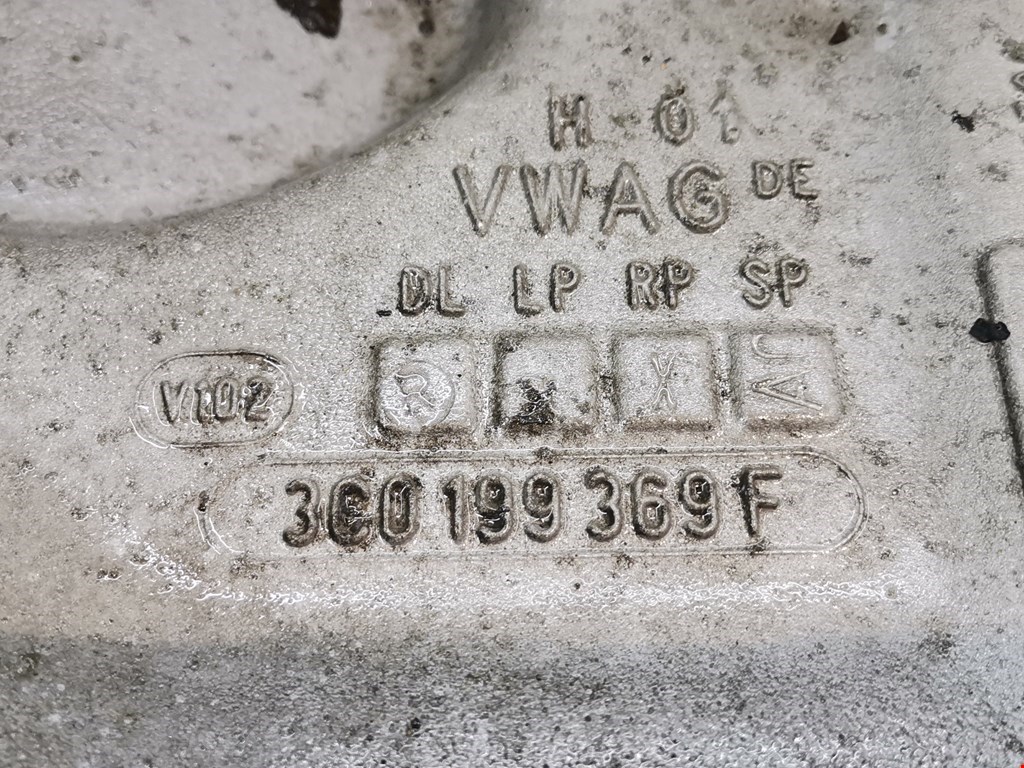 H 01
VWAG DE
DL LP RP SP
V102
3C0 199 369 F